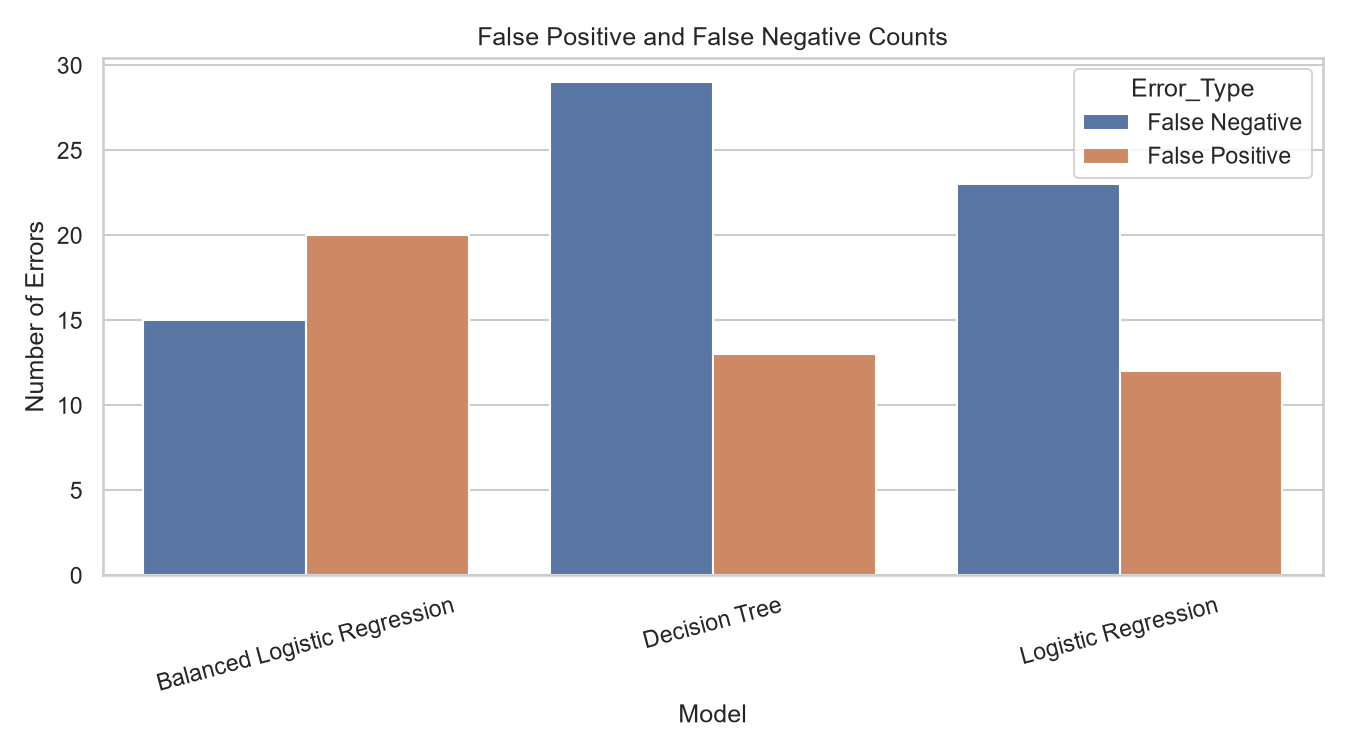 False Positive and False Negative Counts
Error_Type
False Negative
False Positive
Number of Errors
30
25
20
15
10
5
0
Balanced Logistic Regression
Decision Tree
Logistic Regression
Model